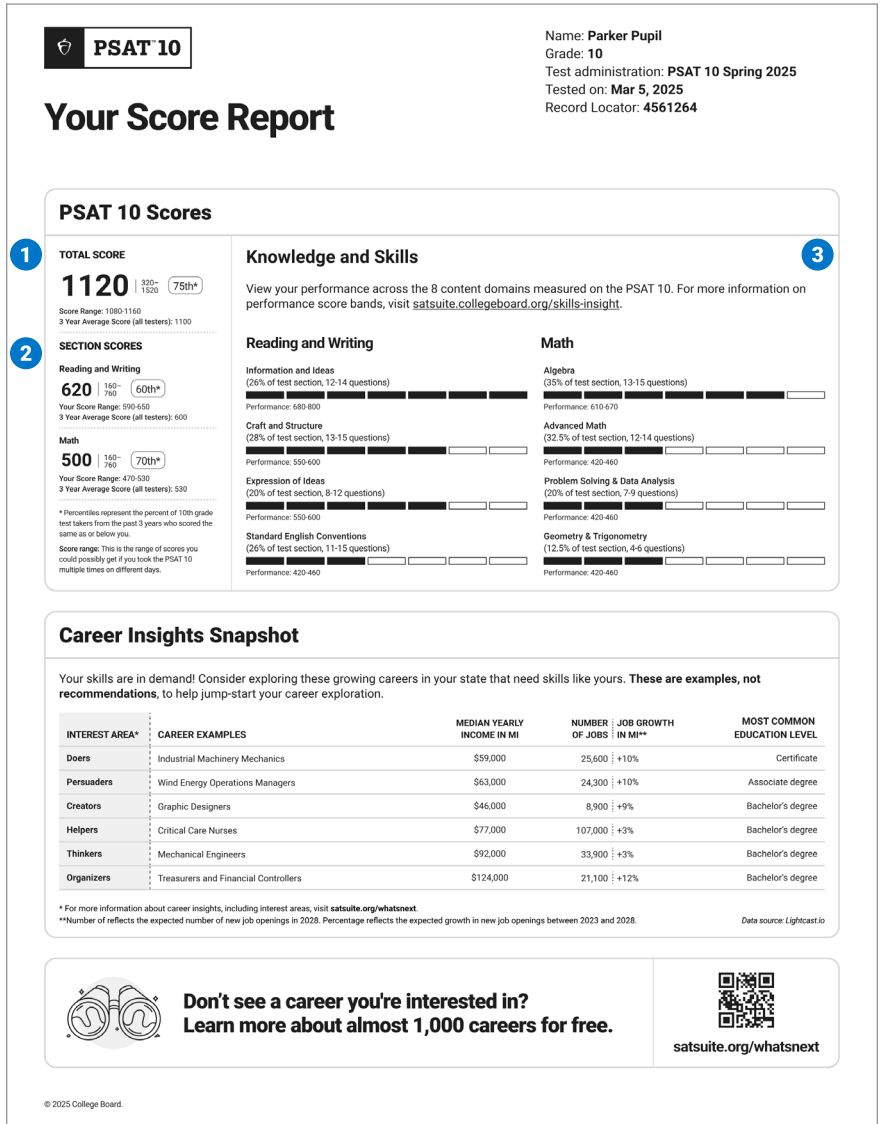 PSAT™10
Name: Parker Pupil
Grade: 10
Test administration: PSAT 10 Spring 2025
Tested on: Mar 5, 2025
Record Locator: 4561264
Your Score Report
PSAT 10 Scores
1
TOTAL SCORE
1120 320–1520 75th*
Score Range: 1080-1160
3 Year Average Score (all testers): 1100
2
SECTION SCORES
Reading and Writing
620 160–760 60th*
Your Score Range: 590-650
3 Year Average Score (all testers): 600
Math
500 160–760 70th*
Your Score Range: 470-530
3 Year Average Score (all testers): 530
* Percentiles represent the percent of 10th grade
test takers from the past 3 years who scored the
same as or below you.
Score range: This is the range of scores you
could possibly get if you took the PSAT 10
multiple times on different days.
Knowledge and Skills
3
View your performance across the 8 content domains measured on the PSAT 10. For more information on
performance score bands, visit satsuite.collegeboard.org/skills-insight.
Reading and Writing
Information and Ideas
(26% of test section, 12-14 questions)
Performance: 680-800
Craft and Structure
(28% of test section, 13-15 questions)
Performance: 550-600
Expression of Ideas
(20% of test section, 8-12 questions)
Performance: 550-600
Standard English Conventions
(26% of test section, 11-15 questions)
Performance: 420-460
Math
Algebra
(35% of test section, 13-15 questions)
Performance: 610-670
Advanced Math
(32.5% of test section, 12-14 questions)
Performance: 420-460
Problem Solving & Data Analysis
(20% of test section, 7-9 questions)
Performance: 420-460
Geometry & Trigonometry
(12.5% of test section, 4-6 questions)
Performance: 420-460
Career Insights Snapshot
Your skills are in demand! Consider exploring these growing careers in your state that need skills like yours. These are examples, not
recommendations, to help jump-start your career exploration.
INTEREST AREA* CAREER EXAMPLES MEDIAN YEARLY INCOME IN MI NUMBER OF JOBS JOB GROWTH IN MI** MOST COMMON EDUCATION LEVEL
Doers Industrial Machinery Mechanics $59,000 25,600 +10% Certificate
Persuaders Wind Energy Operations Managers $63,000 24,300 +10% Associate degree
Creators Graphic Designers $46,000 8,900 +9% Bachelor's degree
Helpers Critical Care Nurses $77,000 107,000 +3% Bachelor's degree
Thinkers Mechanical Engineers $92,000 33,900 +3% Bachelor's degree
Organizers Treasurers and Financial Controllers $124,000 21,100 +12% Bachelor's degree
* For more information about career insights, including interest areas, visit satsuite.org/whatsnext.
**Number of reflects the expected number of new job openings in 2028. Percentage reflects the expected growth in new job openings between 2023 and 2028.
Data source: Lightcast.io
Don't see a career you're interested in?
Learn more about almost 1,000 careers for free.
satsuite.org/whatsnext
© 2025 College Board.